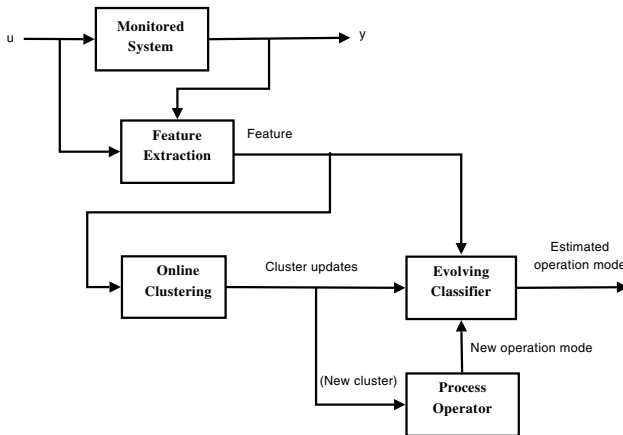 Monitored
System
u
y
Feature
Extraction
Feature
Online
Clustering
Cluster updates
Evolving
Classifier
Estimated
operation mode
New operation mode
(New cluster)
Process
Operator